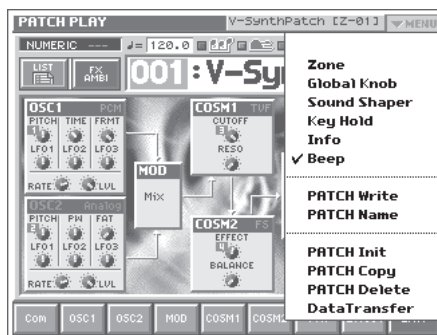 PATCH PLAY
V-SynthPatch [Z-01]
MENU
NUMERIC ---
♩= 120.0
LIST
FX
AMBI
001:V-Sy
OSC1 PCM
PITCH TIME FRMT
1
LFO1 LFO2 LFO3
RATE LVL
OSC2 Analog
PITCH PW FAT
2
LFO1 LFO2 LFO3
RATE LVL
MOD
Mix
COSM1 TVF
CUTOFF
3
RESO
COSM2 FS
EFFECT
4
BALANCE
Zone
Global Knob
Sound Shaper
Key Hold
Info
✓ Beep
PATCH Write
PATCH Name
PATCH Init
PATCH Copy
PATCH Delete
DataTransfer
Com OSC1 OSC2 MOD COSM1 COSM2